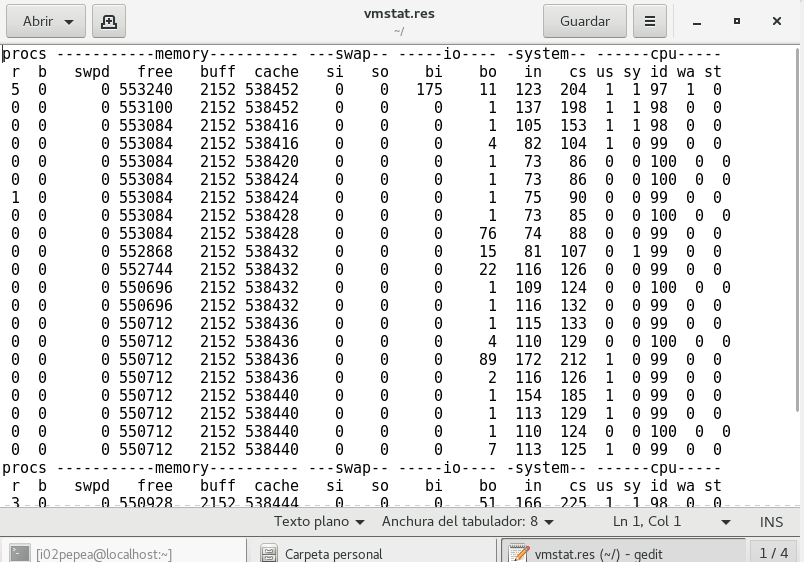 Abrir vmstat.res Guardar
~/
procs -----------memory---------- ---swap-- -----io---- -system-- ------cpu-----
 r  b   swpd   free   buff  cache   si   so    bi    bo   in   cs us sy id wa st
 5  0      0 553240   2152 538452    0    0   175    11  123  204  1  1 97  1  0
 0  0      0 553100   2152 538452    0    0     0     1  137  198  1  1 98  0  0
 0  0      0 553084   2152 538416    0    0     0     1  105  153  1  1 98  0  0
 0  0      0 553084   2152 538416    0    0     0     4   82  104  1  0 99  0  0
 0  0      0 553084   2152 538420    0    0     0     1   73   86  0  0 100  0  0
 0  0      0 553084   2152 538424    0    0     0     1   73   86  0  0 100  0  0
 1  0      0 553084   2152 538424    0    0     0     1   75   90  0  0 99  0  0
 0  0      0 553084   2152 538428    0    0     0     1   73   85  0  0 100  0  0
 0  0      0 553084   2152 538428    0    0     0    76   74   88  0  0 99  0  0
 0  0      0 552868   2152 538432    0    0     0    15   81  107  0  1 99  0  0
 0  0      0 552744   2152 538432    0    0     0    22  116  126  0  0 99  0  0
 0  0      0 550696   2152 538432    0    0     0     1  109  124  0  0 100  0  0
 0  0      0 550696   2152 538432    0    0     0     1  116  132  0  0 99  0  0
 0  0      0 550712   2152 538436    0    0     0     1  115  133  0  0 99  0  0
 0  0      0 550712   2152 538436    0    0     0     4  110  129  0  0 100  0  0
 0  0      0 550712   2152 538436    0    0     0    89  172  212  1  0 99  0  0
 0  0      0 550712   2152 538436    0    0     0     2  116  126  1  0 99  0  0
 0  0      0 550712   2152 538440    0    0     0     1  154  185  1  0 99  0  0
 0  0      0 550712   2152 538440    0    0     0     1  113  129  1  0 99  0  0
 0  0      0 550712   2152 538440    0    0     0     1  110  124  0  0 100  0  0
 0  0      0 550712   2152 538440    0    0     0     7  113  125  1  0 99  0  0
procs -----------memory---------- ---swap-- -----io---- -system-- ------cpu-----
 r  b   swpd   free   buff  cache   si   so    bi    bo   in   cs us sy id wa st
 3  0      0 550928   2152 538444    0    0     0    51  166  225  1  1 98  0  0
Texto plano Anchura del tabulador: 8 Ln 1, Col 1 INS
[i02pepea@localhost:~] Carpeta personal vmstat.res (~/) - gedit 1 / 4